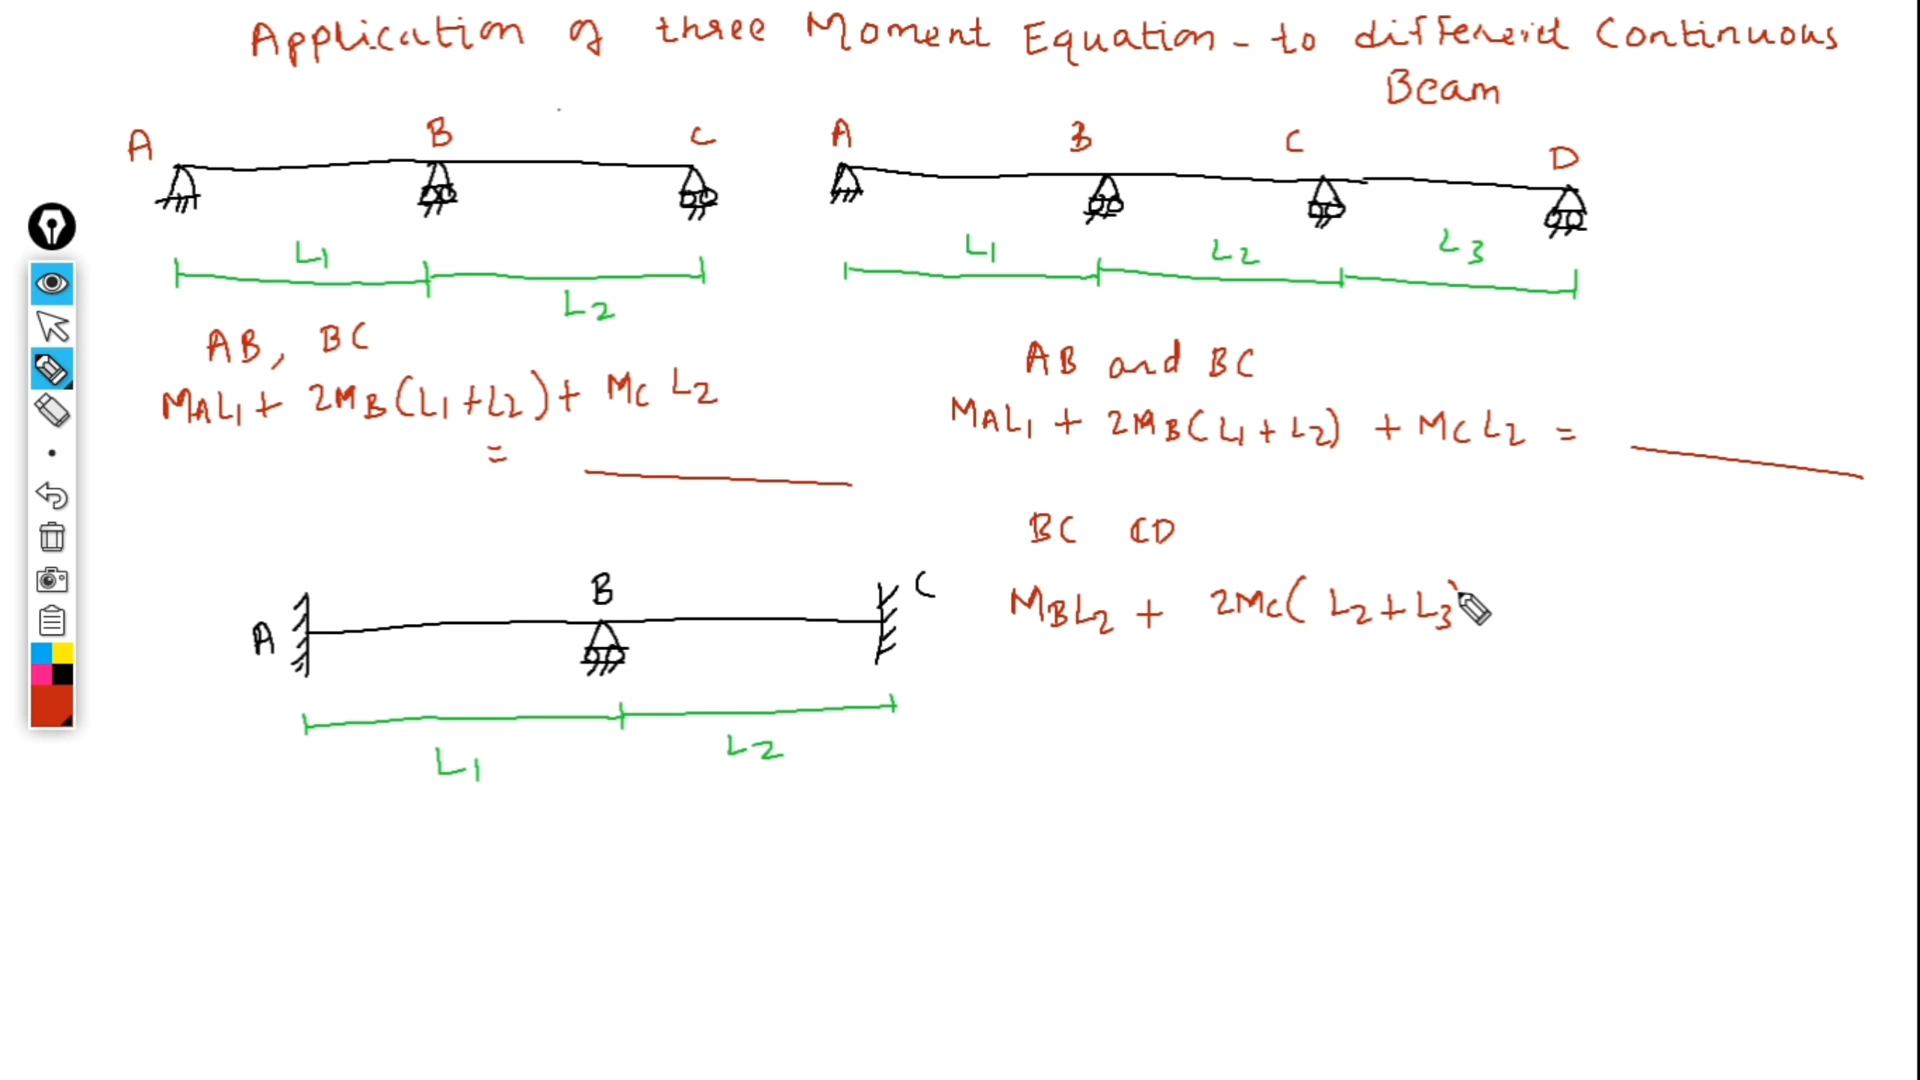 Application of three Moment Equation - to different Continuous
Beam
A B C
L1
L2
AB, BC
MAL1 + 2MB(L1+L2) + MC L2
=
A B C D
L1 L2 L3
AB and BC
MAL1 + 2MB(L1+L2) + MCL2 =
BC CD
MBL2 + 2MC( L2+L3)
A B C
L1 L2